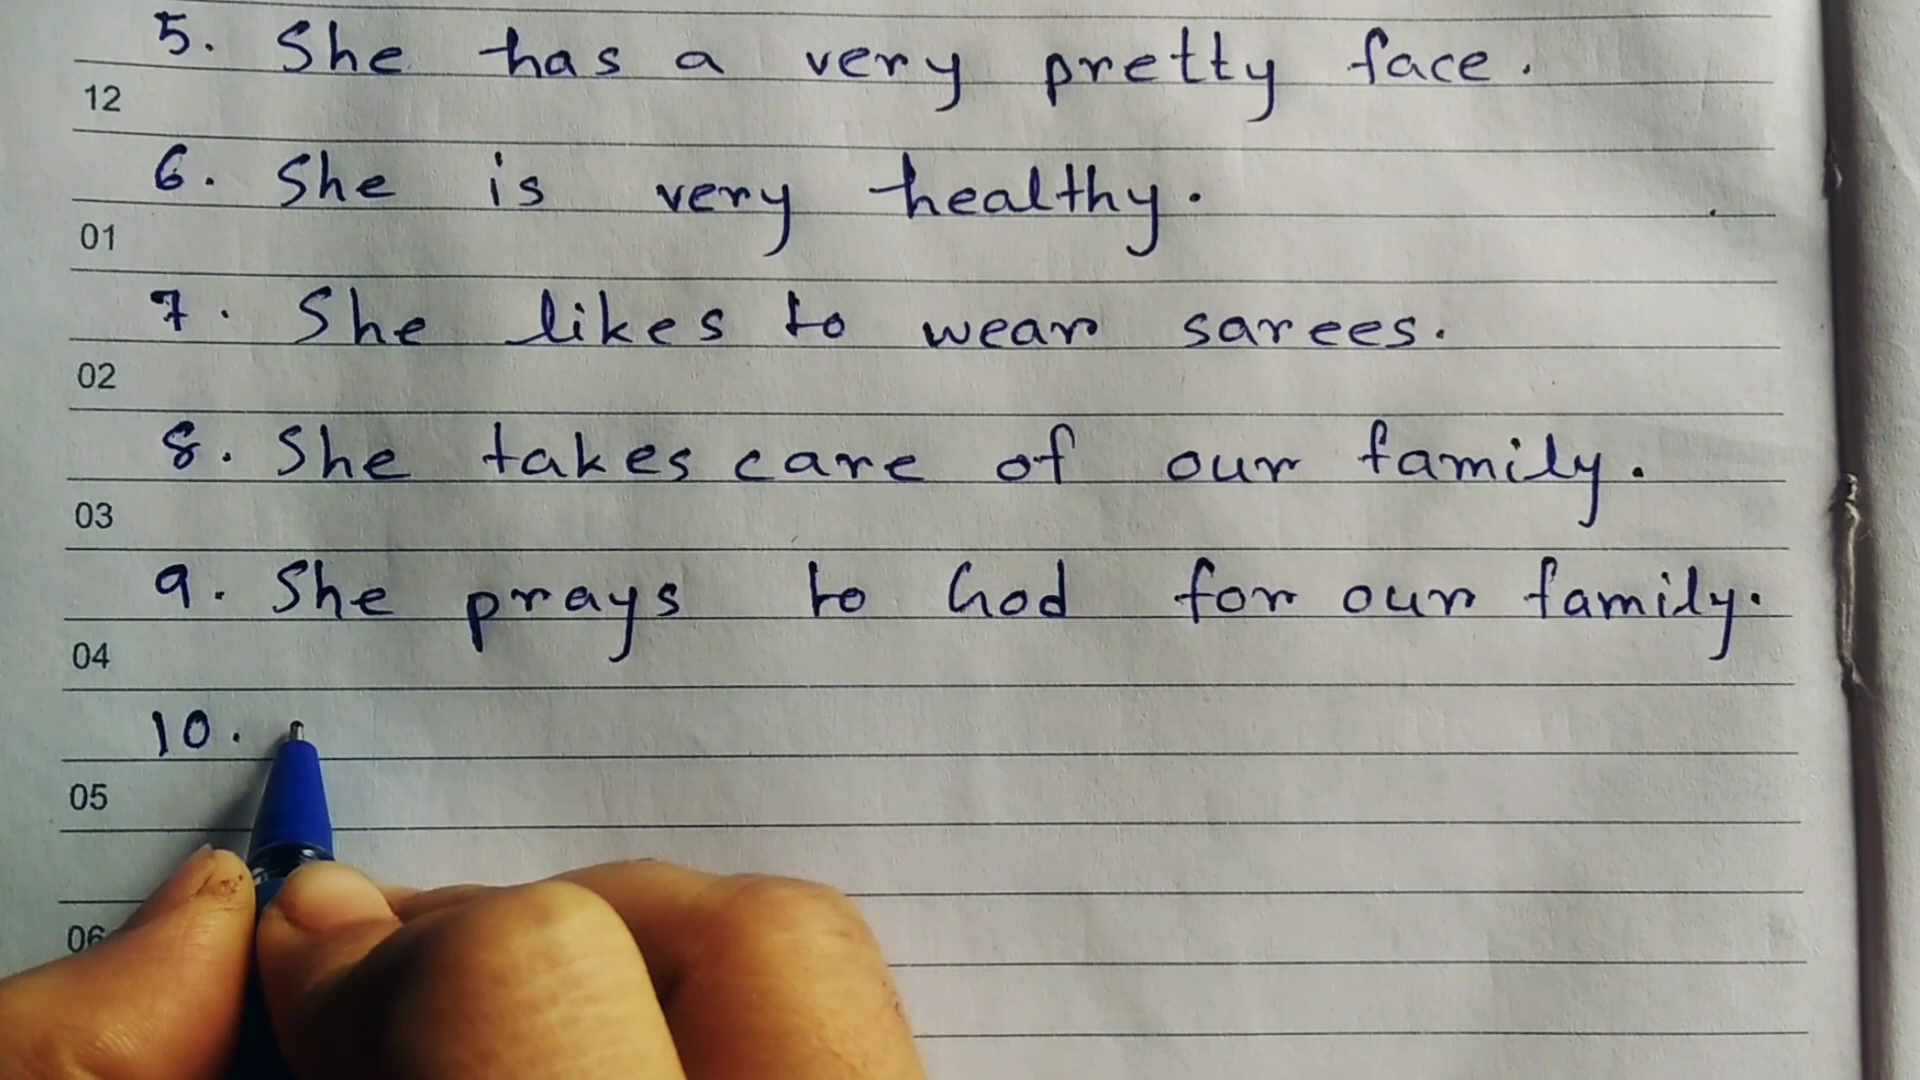 5. She has a very pretty face.
12
6. She is very healthy.
01
7. She likes to wear sarees.
02
8. She takes care of our family.
03
9. She prays to God for our family.
04
10.
05
06